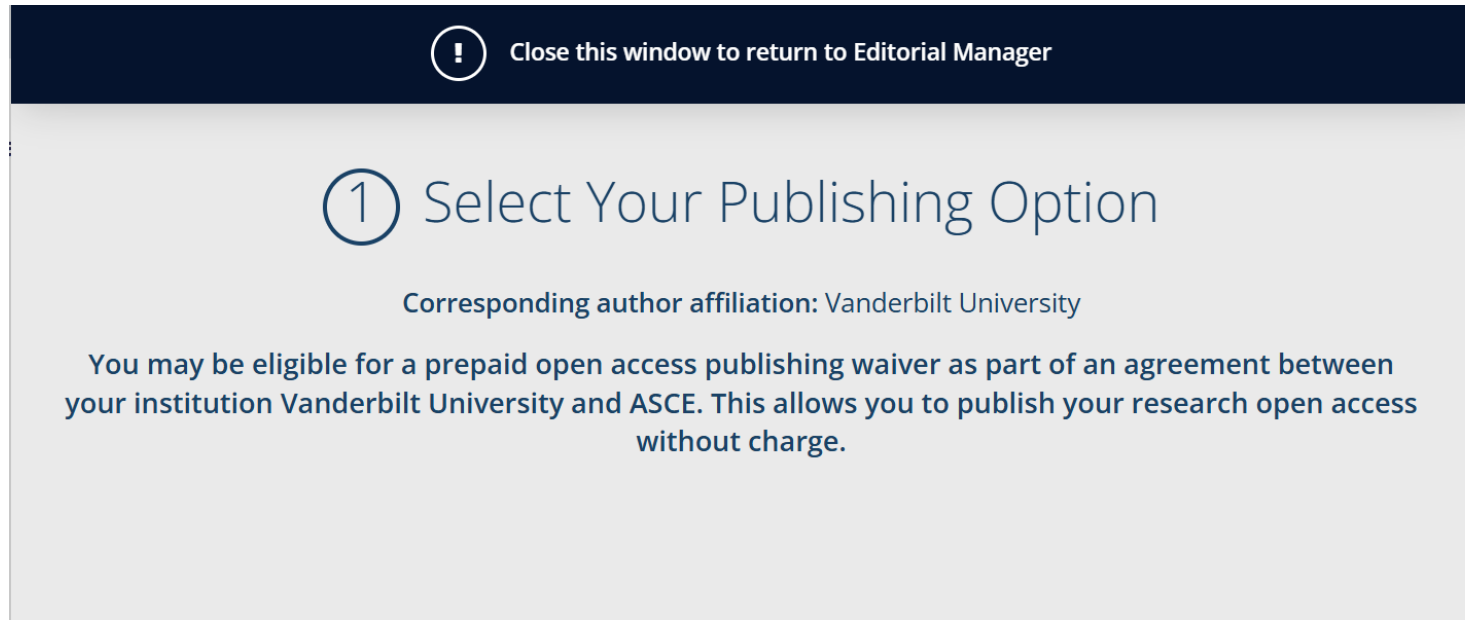 ! Close this window to return to Editorial Manager
1 Select Your Publishing Option
Corresponding author affiliation: Vanderbilt University
You may be eligible for a prepaid open access publishing waiver as part of an agreement between
your institution Vanderbilt University and ASCE. This allows you to publish your research open access
without charge.